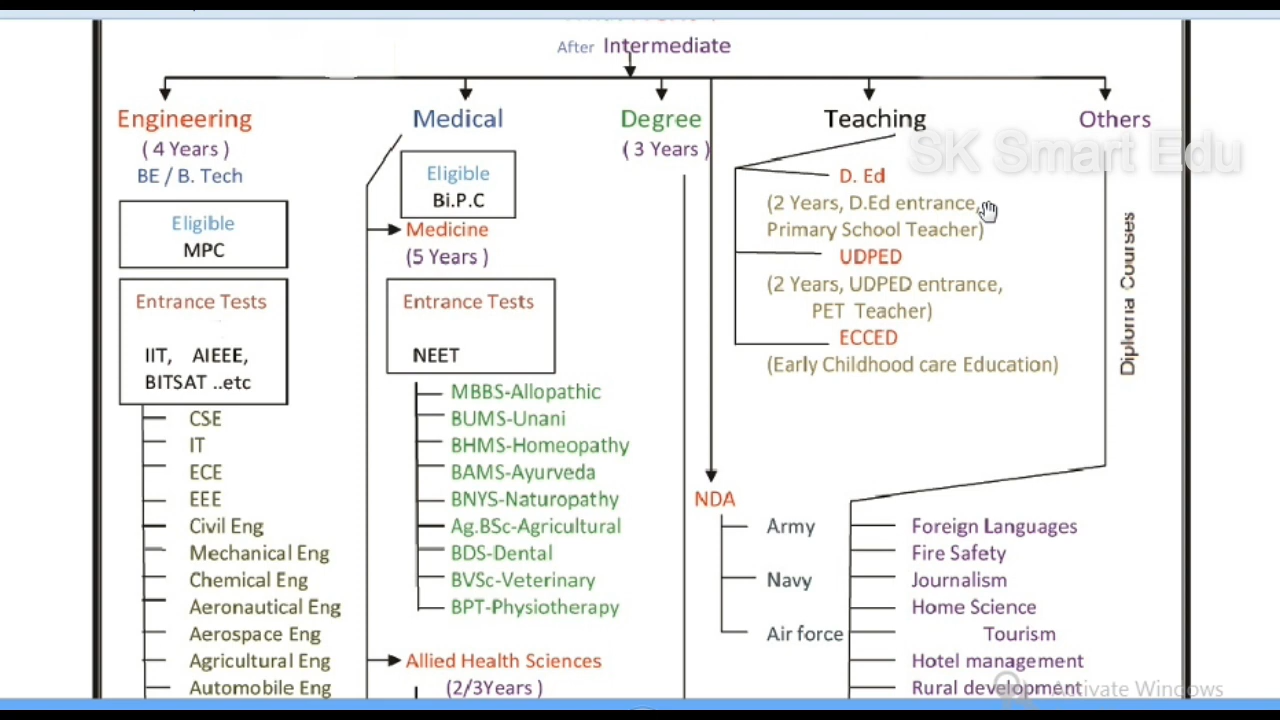 After Intermediate
Engineering
( 4 Years )
BE / B. Tech
Eligible
MPC
Entrance Tests
IIT, AIEEE,
BITSAT ..etc
CSE
IT
ECE
EEE
Civil Eng
Mechanical Eng
Chemical Eng
Aeronautical Eng
Aerospace Eng
Agricultural Eng
Automobile Eng
Medical
Eligible
Bi.P.C
Medicine
(5 Years )
Entrance Tests
NEET
MBBS-Allopathic
BUMS-Unani
BHMS-Homeopathy
BAMS-Ayurveda
BNYS-Naturopathy
Ag.BSc-Agricultural
BDS-Dental
BVSc-Veterinary
BPT-Physiotherapy
Allied Health Sciences
(2/3Years )
Degree
( 3 Years )
NDA
Army
Navy
Air force
Teaching
D. Ed
(2 Years, D.Ed entrance,
Primary School Teacher)
UDPED
(2 Years, UDPED entrance,
PET Teacher)
ECCED
(Early Childhood care Education)
Others
Diploma Courses
Foreign Languages
Fire Safety
Journalism
Home Science
Tourism
Hotel management
Rural development
SK Smart Edu
Activate Windows